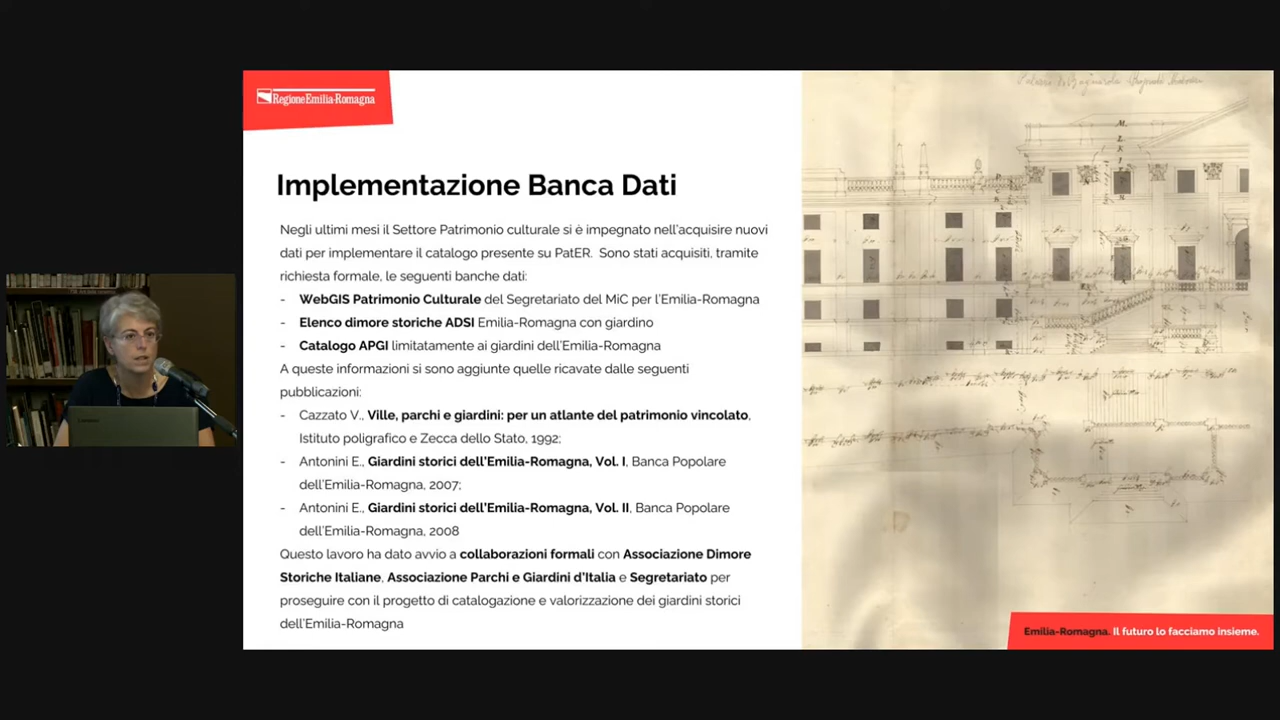 RegioneEmilia-Romagna
Implementazione Banca Dati
Negli ultimi mesi il Settore Patrimonio culturale si è impegnato nell'acquisire nuovi
dati per implementare il catalogo presente su PatER. Sono stati acquisiti, tramite
richiesta formale, le seguenti banche dati:
- WebGIS Patrimonio Culturale del Segretariato del MiC per l'Emilia-Romagna
- Elenco dimore storiche ADSI Emilia-Romagna con giardino
- Catalogo APGI limitatamente ai giardini dell'Emilia-Romagna
A queste informazioni si sono aggiunte quelle ricavate dalle seguenti
pubblicazioni:
- Cazzato V., Ville, parchi e giardini: per un atlante del patrimonio vincolato,
Istituto poligrafico e Zecca dello Stato, 1992;
- Antonini E., Giardini storici dell'Emilia-Romagna, Vol. I, Banca Popolare
dell'Emilia-Romagna, 2007;
- Antonini E., Giardini storici dell'Emilia-Romagna, Vol. II, Banca Popolare
dell'Emilia-Romagna, 2008
Questo lavoro ha dato avvio a collaborazioni formali con Associazione Dimore
Storiche Italiane, Associazione Parchi e Giardini d'Italia e Segretariato per
proseguire con il progetto di catalogazione e valorizzazione dei giardini storici
dell'Emilia-Romagna
Emilia-Romagna. Il futuro lo facciamo insieme.